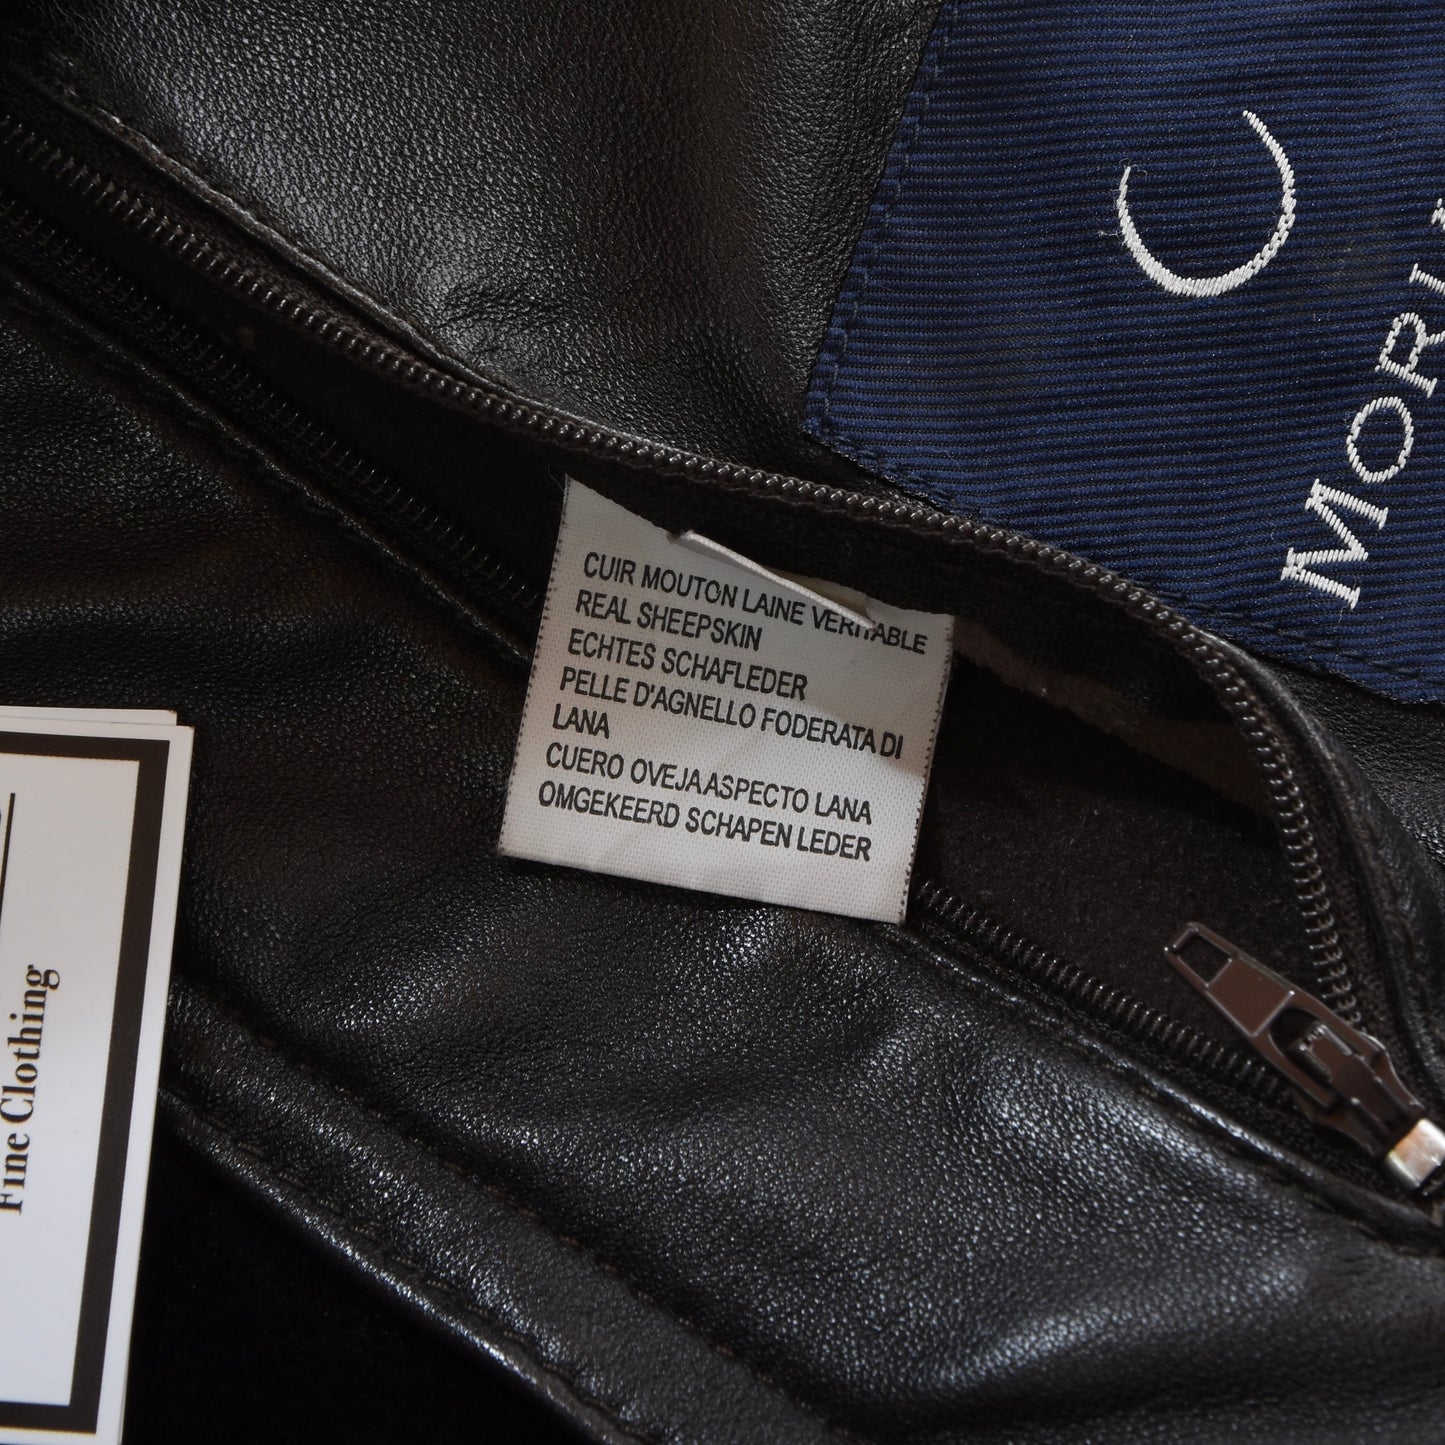 CUIR MOUTON LAINE VERITABLE
REAL SHEEPSKIN
ECHTES SCHAFLEDER
PELLE D'AGNELLO FODERATA DI
LANA
CUERO OVEJAASPECTO LANA
OMGEKEERD SCHAPEN LEDER
Fine Clothing